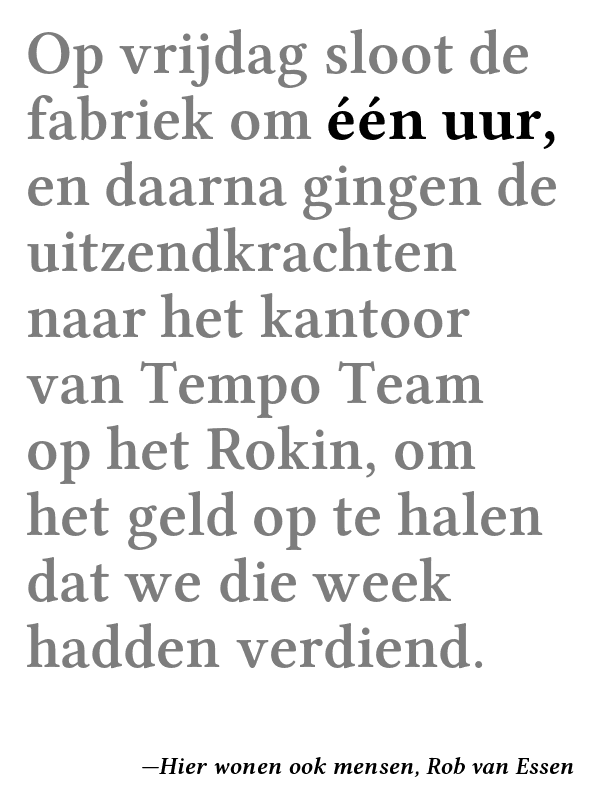 Op vrijdag sloot de
fabriek om één uur,
en daarna gingen de
uitzendkrachten
naar het kantoor
van Tempo Team
op het Rokin, om
het geld op te halen
dat we die week
hadden verdiend.
—Hier wonen ook mensen, Rob van Essen